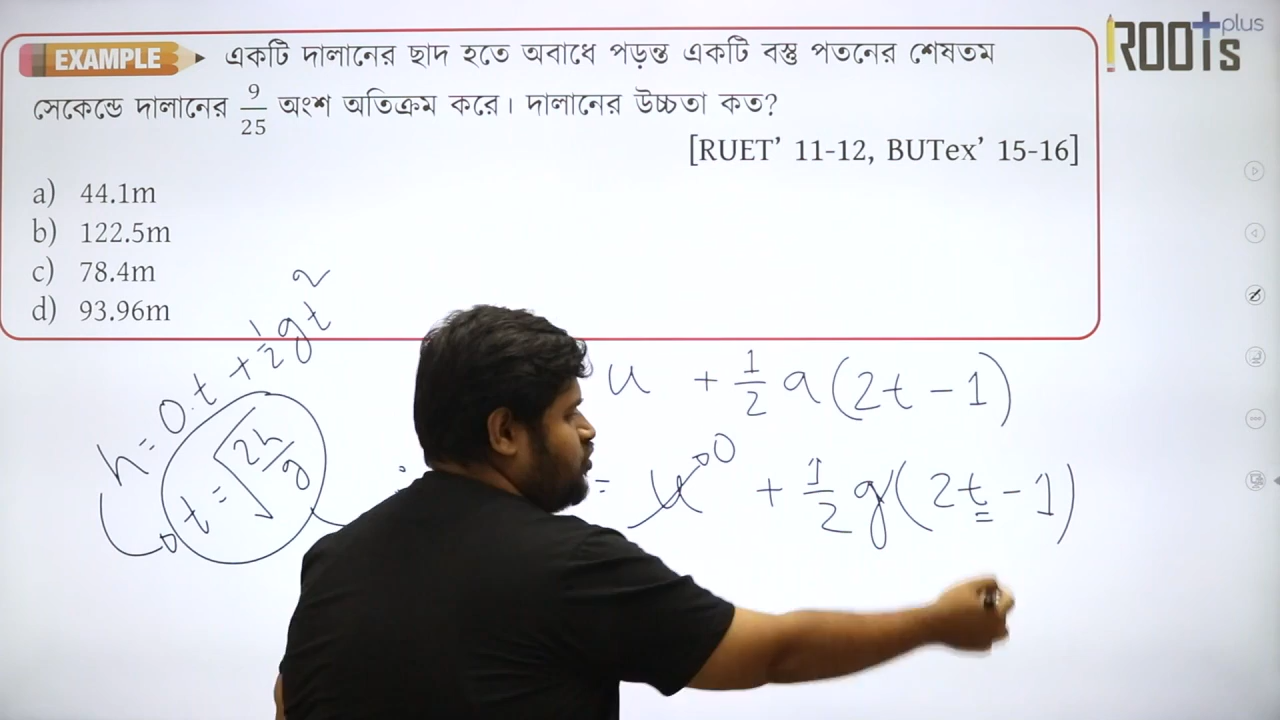 ROOTs plus
EXAMPLE একটি দালানের ছাদ হতে অবাধে পড়ন্ত একটি বস্তু পতনের শেষতম
সেকেন্ডে দালানের 9/25 অংশ অতিক্রম করে। দালানের উচ্চতা কত?
[RUET’ 11-12, BUTex’ 15-16]
a) 44.1m
b) 122.5m
c) 78.4m
d) 93.96m
h = 0.t + 1/2 gt²
t = √(2h/g)
u + 1/2 a (2t - 1)
= u 0 + 1/2 g (2t - 1)